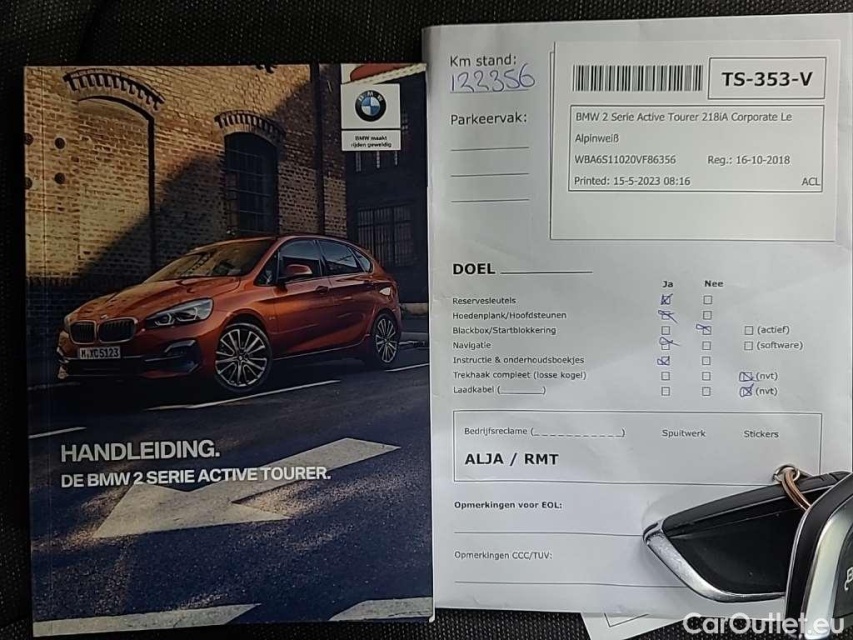 BMW maakt
rijden geweldig
M.YC5123
HANDLEIDING.
DE BMW 2 SERIE ACTIVE TOURER.
Km stand:
122356
Parkeervak:
TS-353-V
BMW 2 Serie Active Tourer 218iA Corporate Le
Alpinweiß
WBA6S11020VF86356 Reg.: 16-10-2018
Printed: 15-5-2023 08:16 ACL
DOEL
Ja Nee
Reservesleutels
Hoedenplank/Hoofdsteunen
Blackbox/Startblokkering (actief)
Navigatie (software)
Instructie & onderhoudsboekjes
Trekhaak compleet (losse kogel) (nvt)
Laadkabel (________) (nvt)
Bedrijfsreclame (_ _ _ _ _ _ _ _ _ _) Spuitwerk Stickers
ALJA / RMT
Opmerkingen voor EOL:
Opmerkingen CCC/TUV:
CarOutlet.eu